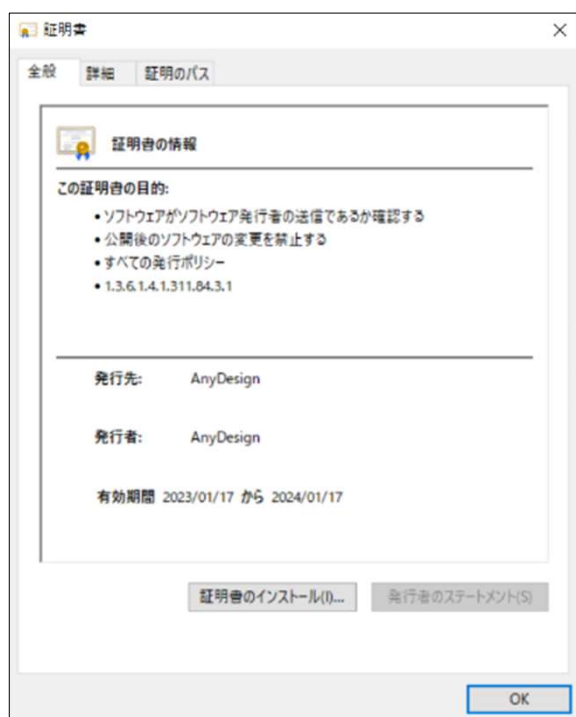 証明書
全般 詳細 証明のパス
証明書の情報
この証明書の目的:
• ソフトウェアがソフトウェア発行者の送信であるか確認する
• 公開後のソフトウェアの変更を禁止する
• すべての発行ポリシー
• 1.3.6.1.4.1.311.84.3.1
発行先: AnyDesign
発行者: AnyDesign
有効期間 2023/01/17 から 2024/01/17
証明書のインストール(I)... 発行者のステートメント(S)
OK